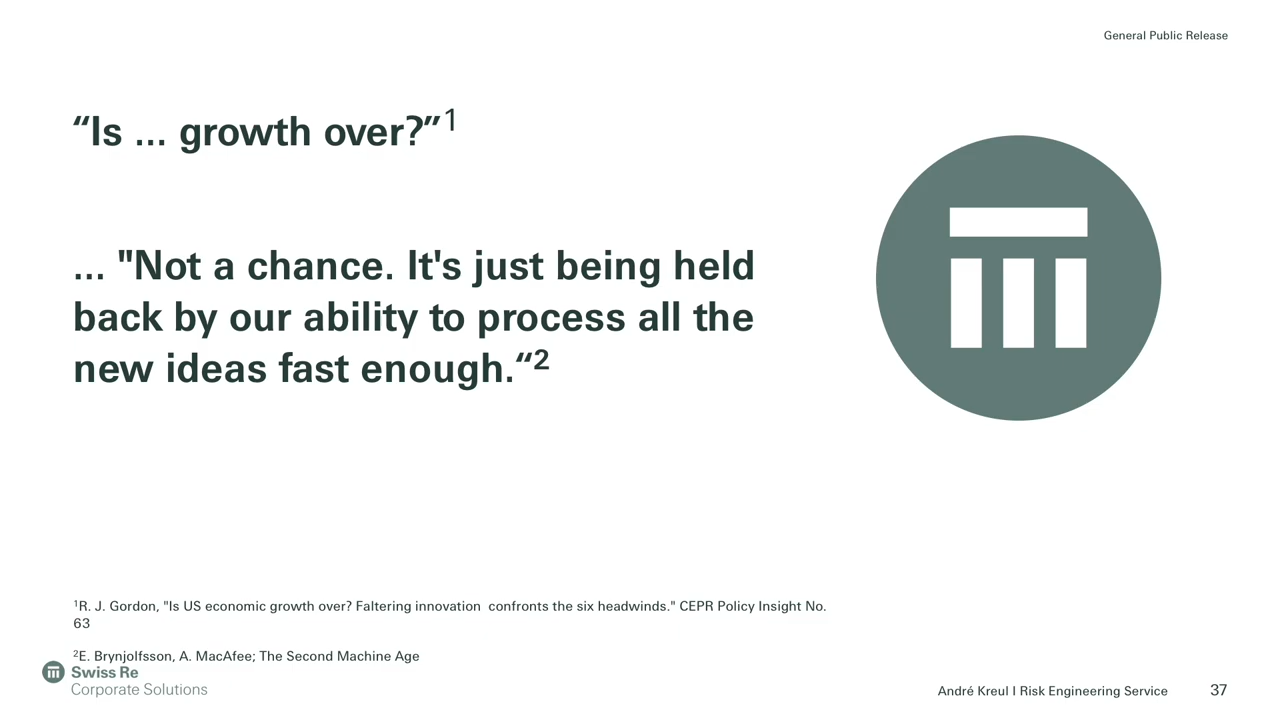 General Public Release
“Is ... growth over?”1
... "Not a chance. It's just being held
back by our ability to process all the
new ideas fast enough.“2
1R. J. Gordon, "Is US economic growth over? Faltering innovation  confronts the six headwinds." CEPR Policy Insight No.
63
2E. Brynjolfsson, A. MacAfee; The Second Machine Age
Swiss Re
Corporate Solutions
André Kreul I Risk Engineering Service
37